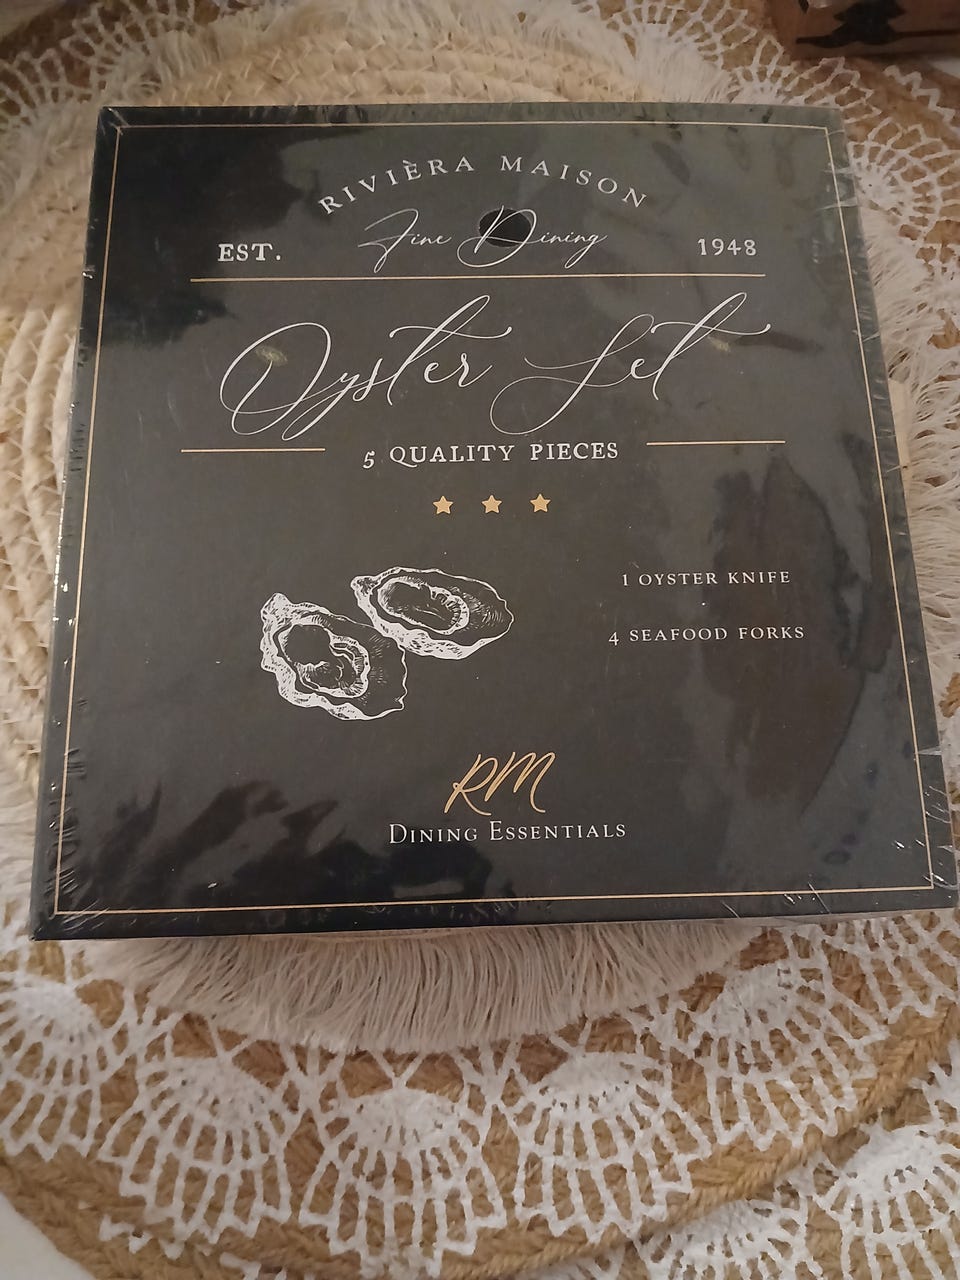 RIVIÈRA MAISON
Fine Dining
EST. 1948
Oyster Set
5 QUALITY PIECES
1 OYSTER KNIFE
4 SEAFOOD FORKS
RM
DINING ESSENTIALS